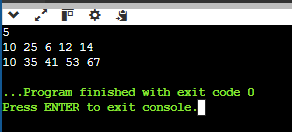 5
10 25 6 12 14
10 35 41 53 67
...Program finished with exit code 0
Press ENTER to exit console.